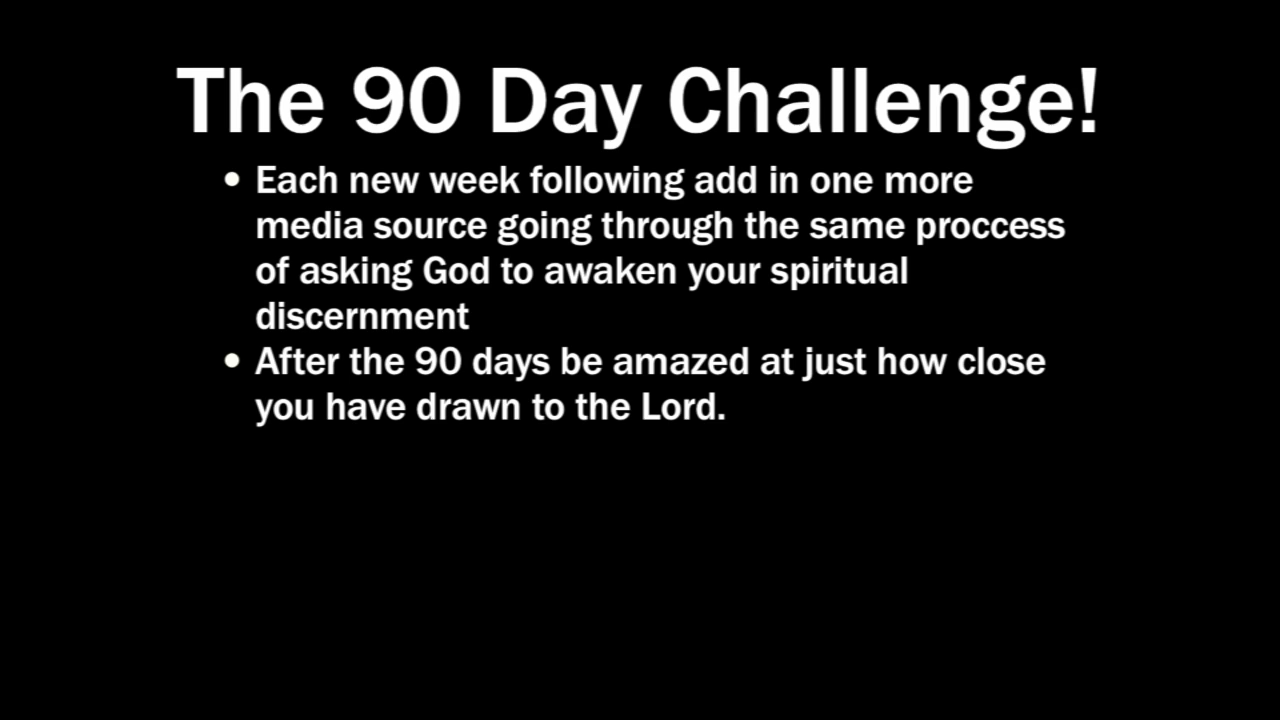 The 90 Day Challenge!
• Each new week following add in one more
media source going through the same proccess
of asking God to awaken your spiritual
discernment
• After the 90 days be amazed at just how close
you have drawn to the Lord.